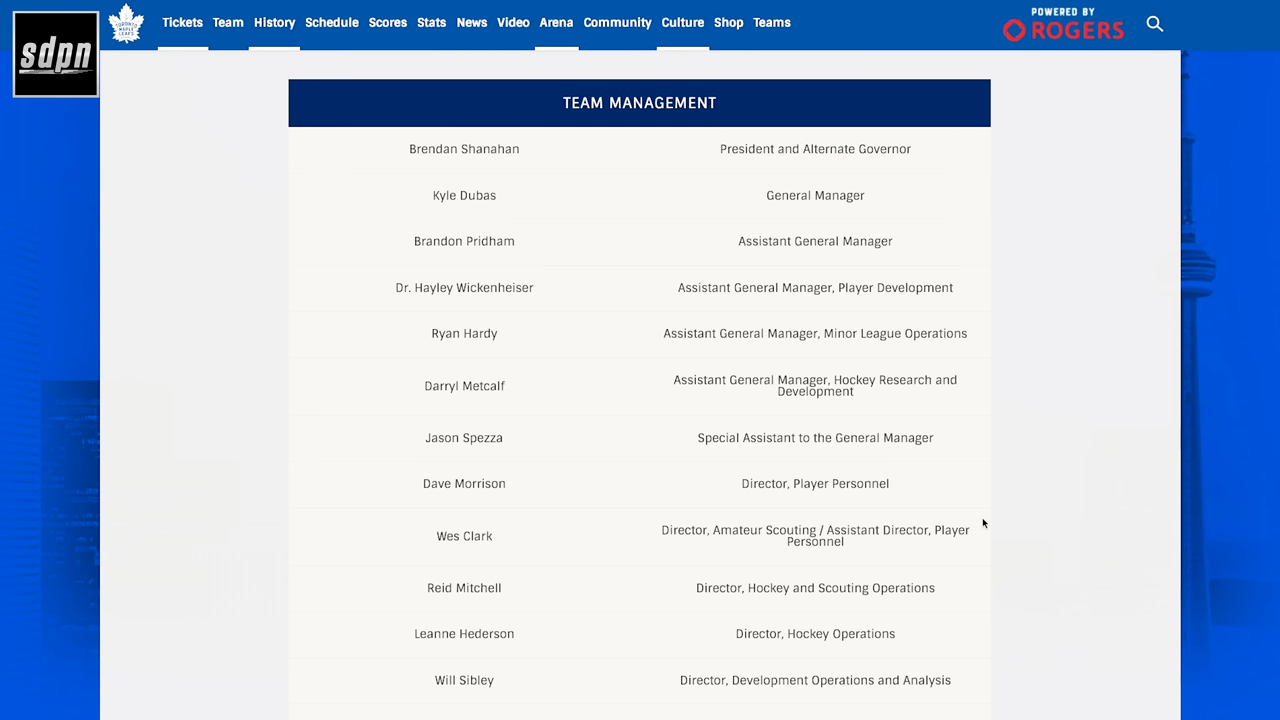 sdpn
TORONTO
MAPLE
LEAFS
Tickets Team History Schedule Scores Stats News Video Arena Community Culture Shop Teams
POWERED BY
ROGERS
TEAM MANAGEMENT
Brendan Shanahan President and Alternate Governor
Kyle Dubas General Manager
Brandon Pridham Assistant General Manager
Dr. Hayley Wickenheiser Assistant General Manager, Player Development
Ryan Hardy Assistant General Manager, Minor League Operations
Darryl Metcalf Assistant General Manager, Hockey Research and
Development
Jason Spezza Special Assistant to the General Manager
Dave Morrison Director, Player Personnel
Wes Clark Director, Amateur Scouting / Assistant Director, Player
Personnel
Reid Mitchell Director, Hockey and Scouting Operations
Leanne Hederson Director, Hockey Operations
Will Sibley Director, Development Operations and Analysis